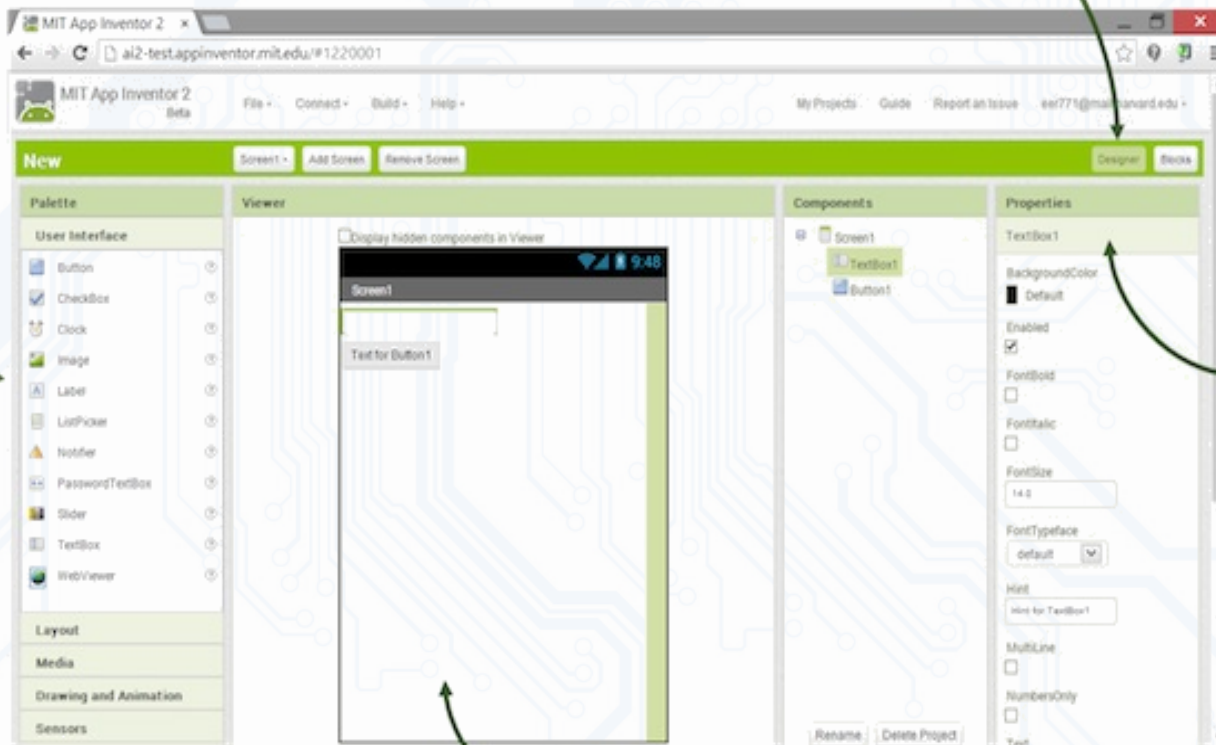 MIT App Inventor 2
ai2-test.appinventor.mit.edu/#1220001
MIT App Inventor 2
Beta
File Connect Build Help
My Projects Guide Report an Issue
New
Screen1 Add Screen Remove Screen
Designer Blocks
Palette
User Interface
Button
CheckBox
Clock
Image
Label
ListPicker
Notifier
PasswordTextBox
Slider
TextBox
WebViewer
Layout
Media
Drawing and Animation
Sensors
Viewer
Display hidden components in Viewer
9:48
Screen1
Text for Button1
Components
Screen1
TextBox1
Button1
Rename Delete Project
Properties
TextBox1
BackgroundColor
Default
Enabled
FontBold
FontItalic
FontSize
14.0
FontTypeface
default
Hint
Hint for TextBox1
MultiLine
NumbersOnly
Text